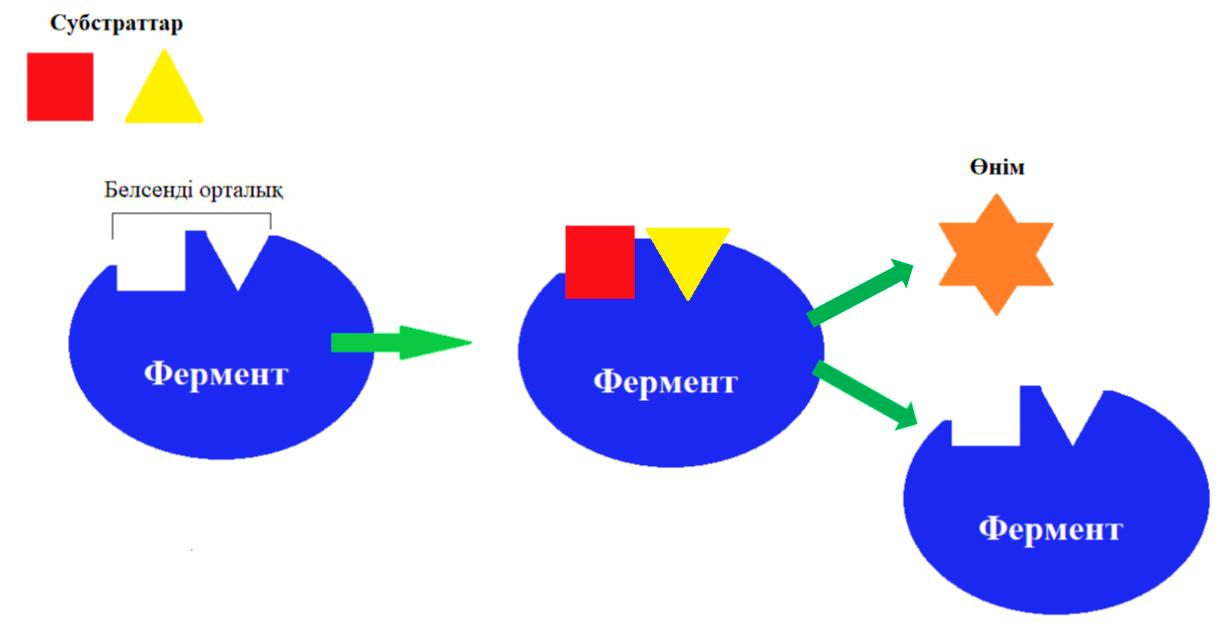 Субстраттар
Белсенді орталық
Өнім
Фермент
Фермент
Фермент